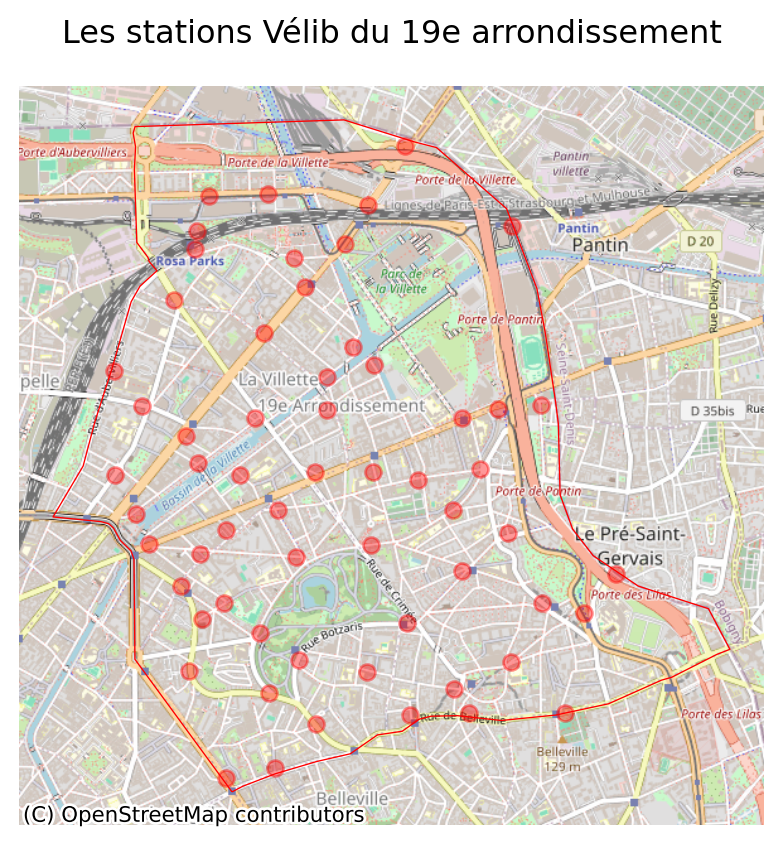 Les stations Vélib du 19e arrondissement
Porte d'Aubervilliers
Porte de la Villette
Pantin
villette
Porte de la Villette
Lignes de Paris-Est à Strasbourg et Mulhouse
Pantin
Pantin
D 20
Rosa Parks
Parc de
la Villette
Rue Delizy
Porte de Pantin
Rue d'Aubervilliers
Seine-Saint-Denis
pelle
La Villette
19e Arrondissement
D 35bis
Rue
Bassin de la Villette
Porte de Pantin
Le Pré-Saint-
Gervais
Rue de Crimée
Porte des Lilas
Bobigny
Rue Botzaris
Rue de Belleville
Porte des Lilas
Belleville
129 m
Belleville
(C) OpenStreetMap contributors